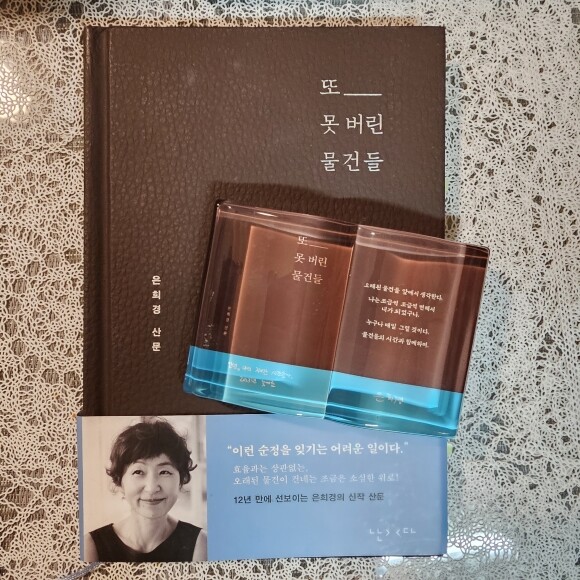 또
못 버린
물건들
은희경 산문
또
못 버린
물건들
오래된 물건들 앞에서 생각한다.
나는 조금씩 조금씩 변해서
내가 되었구나.
누구나 매일 그럴 것이다.
물건들의 시간과 함께하며.
“이런 순정을 잊기는 어려운 일이다.”
효율과는 상관없는,
오래된 물건이 건네는 조금은 소심한 위로!
12년 만에 선보이는 은희경의 신작 산문
난다